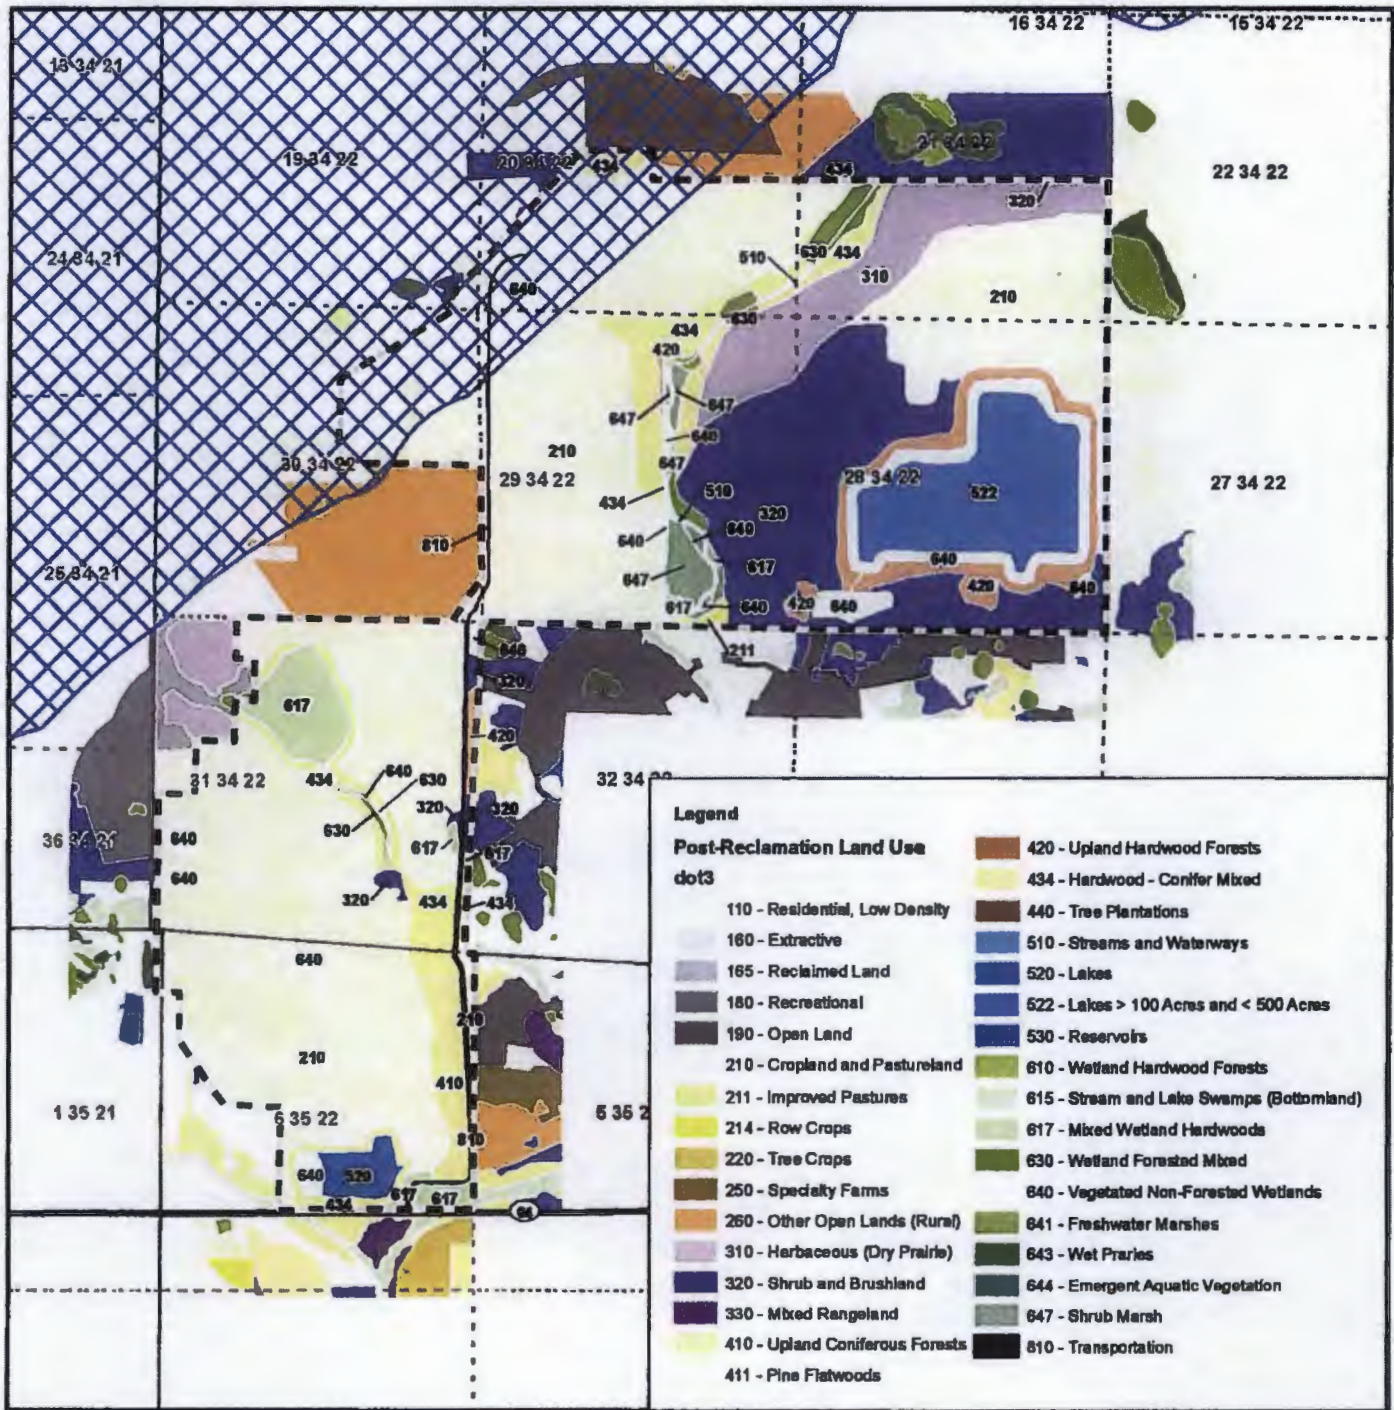 16 34 22
15 34 22
13 34 21
19 34 22
20 34 22
434
21 34 22
434
22 34 22
320
24 34 21
510
630
434
310
640
210
630
434
420
647
647
640
210
30 34 22
29 34 22
647
28 34 22
27 34 22
434
510
522
320
640
810
640
640
25 34 21
647
617
420
640
617
640
420
640
211
640
320
617
420
31 34 22
434
640
630
32 34 22
320
320
630
640
36 34 21
617
617
640
320
434
434
640
210
210
410
1 35 21
6 35 22
5 35 2
810
640
520
617
617
434
64
Legend
Post-Reclamation Land Use
dot3
110 - Residential, Low Density
160 - Extractive
165 - Reclaimed Land
180 - Recreational
190 - Open Land
210 - Cropland and Pastureland
211 - Improved Pastures
214 - Row Crops
220 - Tree Crops
250 - Specialty Farms
260 - Other Open Lands (Rural)
310 - Herbaceous (Dry Prairie)
320 - Shrub and Brushland
330 - Mixed Rangeland
410 - Upland Coniferous Forests
411 - Pine Flatwoods
420 - Upland Hardwood Forests
434 - Hardwood - Conifer Mixed
440 - Tree Plantations
510 - Streams and Waterways
520 - Lakes
522 - Lakes > 100 Acres and < 500 Acres
530 - Reservoirs
610 - Wetland Hardwood Forests
615 - Stream and Lake Swamps (Bottomland)
617 - Mixed Wetland Hardwoods
630 - Wetland Forested Mixed
640 - Vegetated Non-Forested Wetlands
641 - Freshwater Marshes
643 - Wet Praries
644 - Emergent Aquatic Vegetation
647 - Shrub Marsh
810 - Transportation